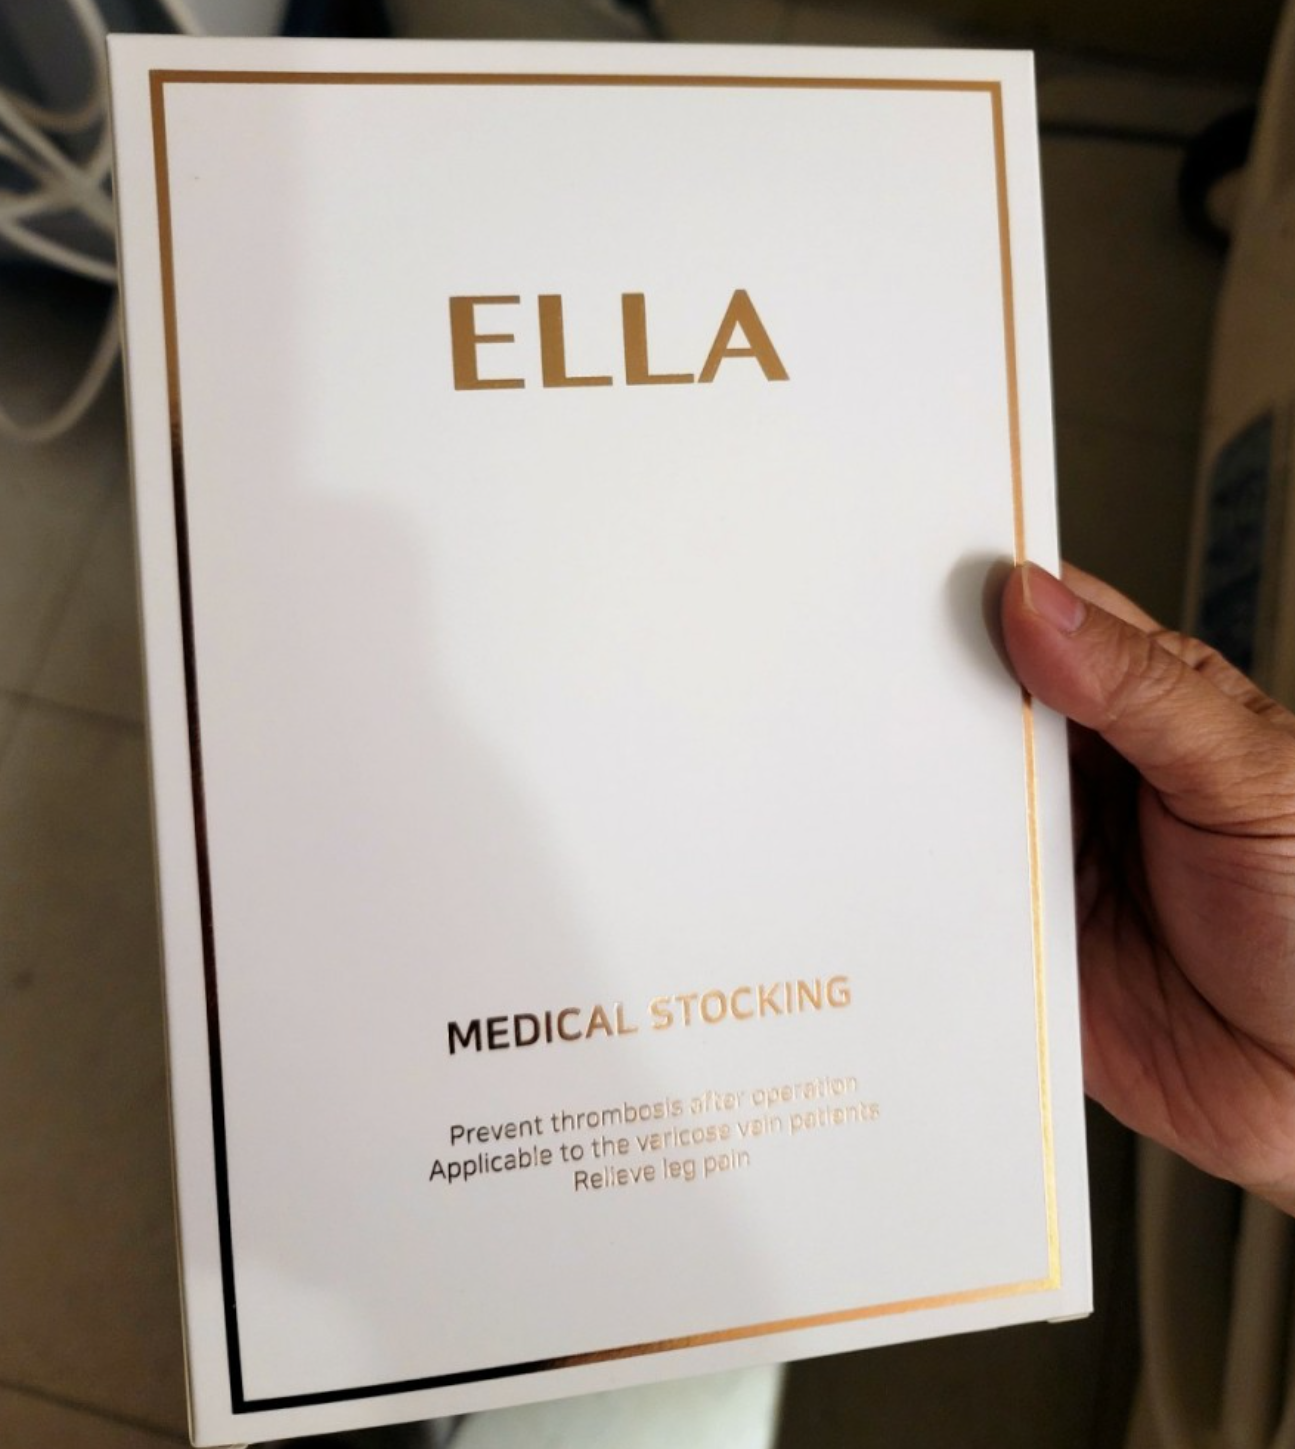 ELLA
MEDICAL STOCKING
Prevent thrombosis after operation
Applicable to the varicose vein patients
Relieve leg pain